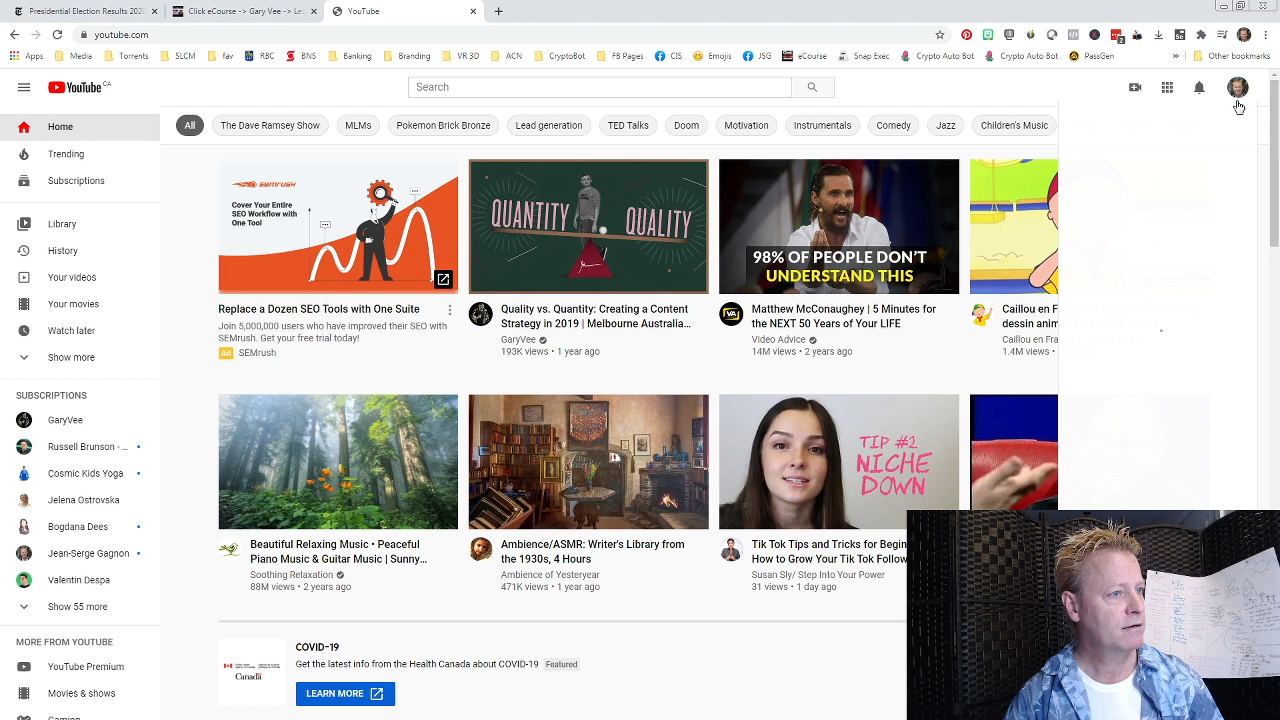 Presidential Election Results 2020
Click eCourse -> Gary Vee -> Le
YouTube
youtube.com
Apps
Media
Torrents
SLCM
fav
RBC
BNS
Banking
Branding
VR 3D
ACN
CryptoBot
FB Pages
CIS
Emojis
JSG
eCourse
Snap Exec
Crypto Auto Bot
Crypto Auto Bot
PassGen
»
Other bookmarks
YouTube CA
Search
Home
Trending
Subscriptions
Library
History
Your videos
Your movies
Watch later
Show more
SUBSCRIPTIONS
GaryVee
Russell Brunson - ...
Cosmic Kids Yoga
Jelena Ostrovska
Bogdana Dees
Jean-Serge Gagnon
Valentin Despa
Show 55 more
MORE FROM YOUTUBE
YouTube Premium
Movies & shows
Gaming
All
The Dave Ramsey Show
MLMs
Pokemon Brick Bronze
Lead generation
TED Talks
Doom
Motivation
Instrumentals
Comedy
Jazz
Children's Music
SEMRUSH
Cover Your Entire
SEO Workflow with
One Tool
QUANTITY
QUALITY
98% OF PEOPLE DON'T
UNDERSTAND THIS
Replace a Dozen SEO Tools with One Suite
Join 5,000,000 users who have improved their SEO with
SEMrush. Get your free trial today!
Ad SEMrush
Quality vs. Quantity: Creating a Content
Strategy in 2019 | Melbourne Australia...
GaryVee
193K views • 1 year ago
Matthew McConaughey | 5 Minutes for
the NEXT 50 Years of Your LIFE
Video Advice
14M views • 2 years ago
Caillou en Fra
dessin anim
Caillou en Fra
1.4M views •
TIP #2
NICHE
DOWN
Beautiful Relaxing Music • Peaceful
Piano Music & Guitar Music | Sunny...
Soothing Relaxation
88M views • 2 years ago
Ambience/ASMR: Writer's Library from
the 1930s, 4 Hours
Ambience of Yesteryear
471K views • 1 year ago
Tik Tok Tips and Tricks for Begin
How to Grow Your Tik Tok Follow
Susan Sly/ Step Into Your Power
31 views • 1 day ago
COVID-19
Get the latest info from the Health Canada about COVID-19 Featured
LEARN MORE
Canada